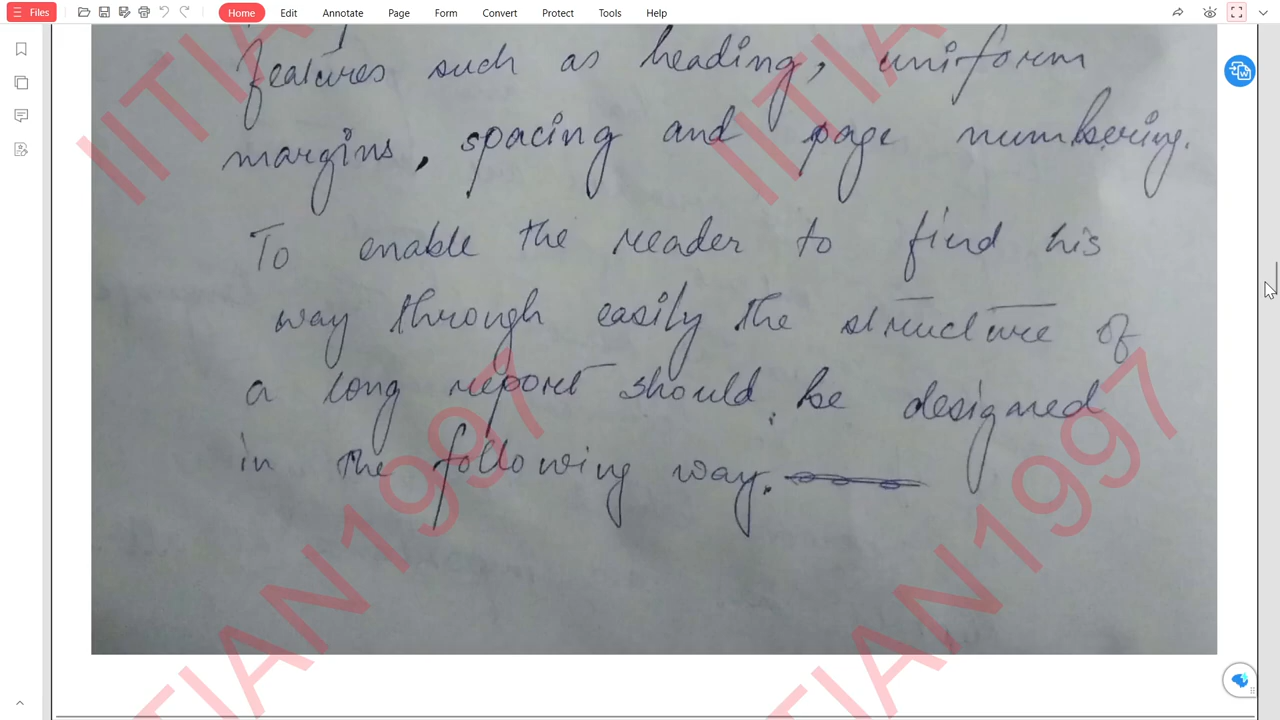 Files
Home
Edit
Annotate
Page
Form
Convert
Protect
Tools
Help
features such as heading, uniform
margins, spacing and page numbering.
To enable the reader to find his
way through easily the structure of
a long report should be designed
in the following way.
IITIAN1997
IITIAN1997